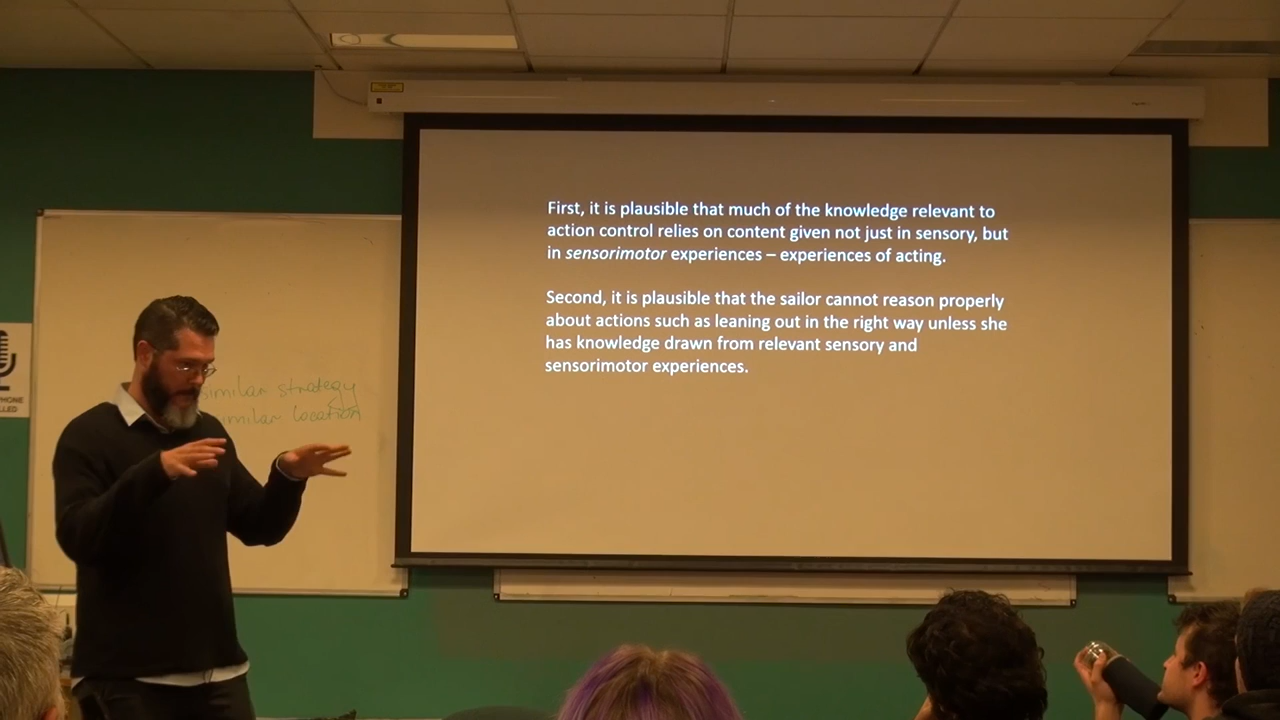 First, it is plausible that much of the knowledge relevant to
action control relies on content given not just in sensory, but
in sensorimotor experiences – experiences of acting.
Second, it is plausible that the sailor cannot reason properly
about actions such as leaning out in the right way unless she
has knowledge drawn from relevant sensory and
sensorimotor experiences.
similar strategy
similar location